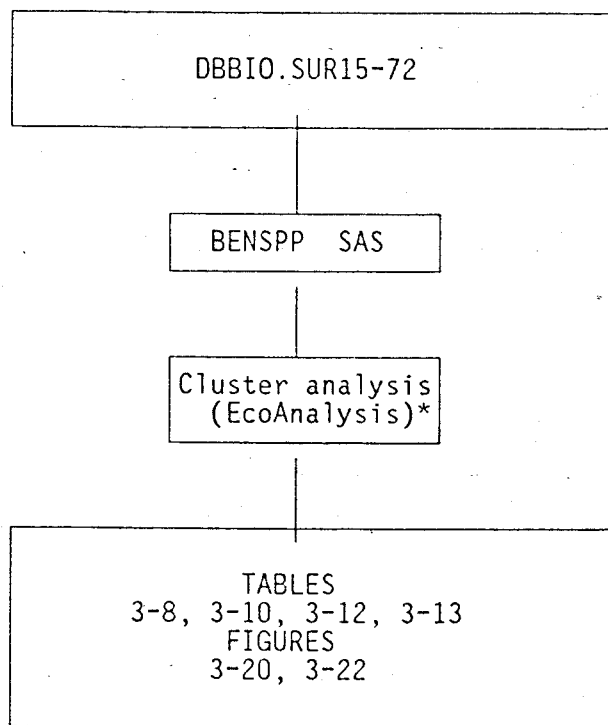 DBBIO.SUR15-72
BENSPP SAS
Cluster analysis
(EcoAnalysis)*
TABLES
3-8, 3-10, 3-12, 3-13
FIGURES
3-20, 3-22